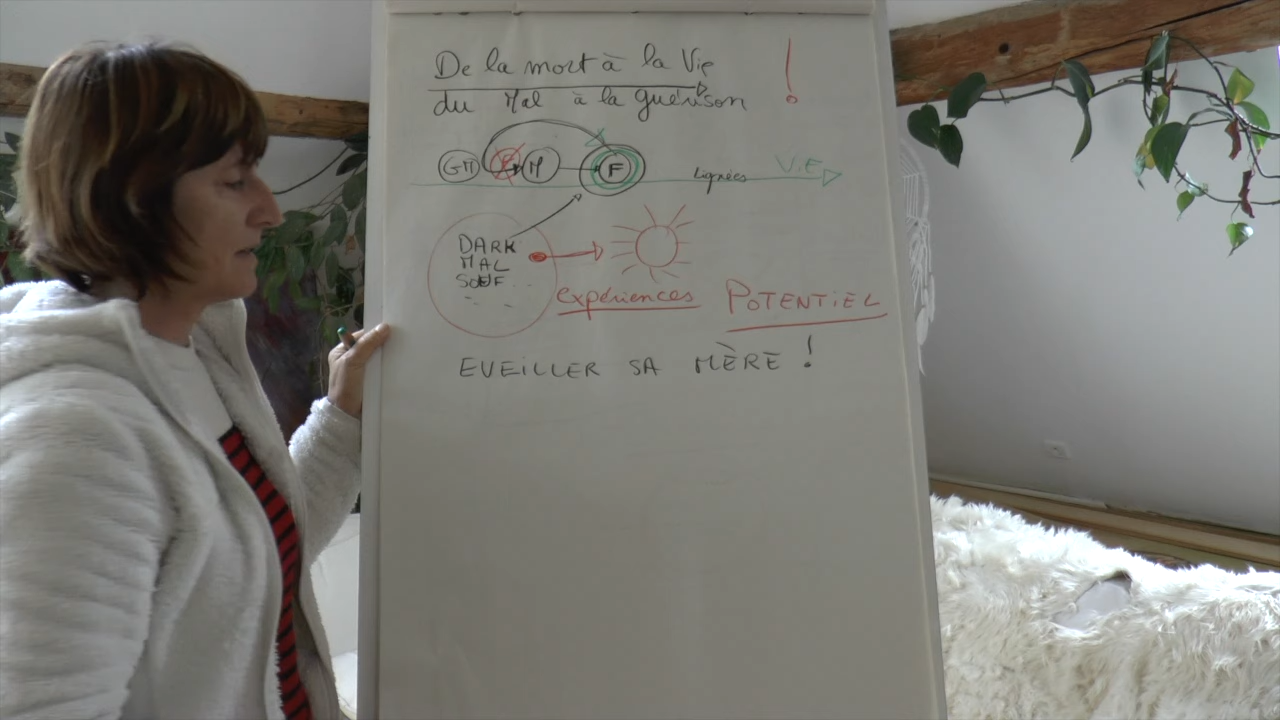 De la mort à la Vie !
du Mal à la guérison
GM M F
lignées V.E
DARK
MAL
SOUF
expériences POTENTIEL
EVEILLER SA MÈRE !